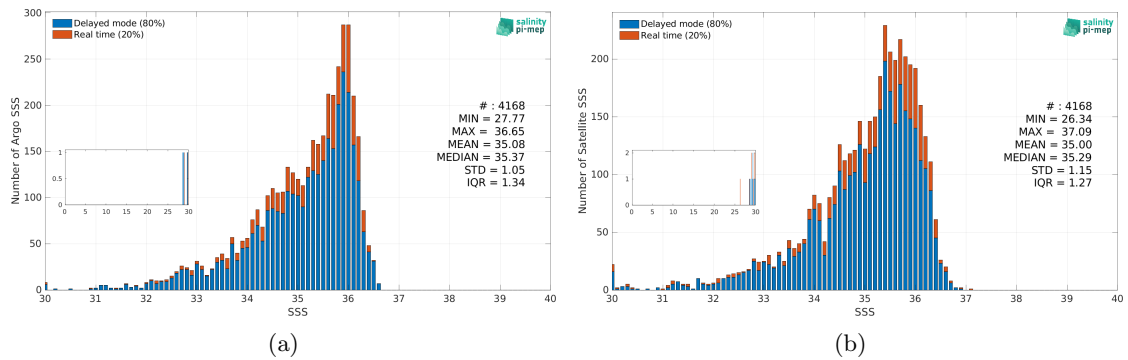 Delayed mode (80%)
Real time (20%)
salinity
pi-mep
Number of Argo SSS
300
250
200
150
100
50
0
# : 4168
MIN = 27.77
MAX = 36.65
MEAN = 35.08
MEDIAN = 35.37
STD = 1.05
IQR = 1.34
1
0.5
0
0 5 10 15 20 25 30
30 31 32 33 34 35 36 37 38 39 40
SSS
(a)
Delayed mode (80%)
Real time (20%)
salinity
pi-mep
Number of Satellite SSS
200
150
100
50
0
# : 4168
MIN = 26.34
MAX = 37.09
MEAN = 35.00
MEDIAN = 35.29
STD = 1.15
IQR = 1.27
2
1
0
0 5 10 15 20 25 30
30 31 32 33 34 35 36 37 38 39 40
SSS
(b)